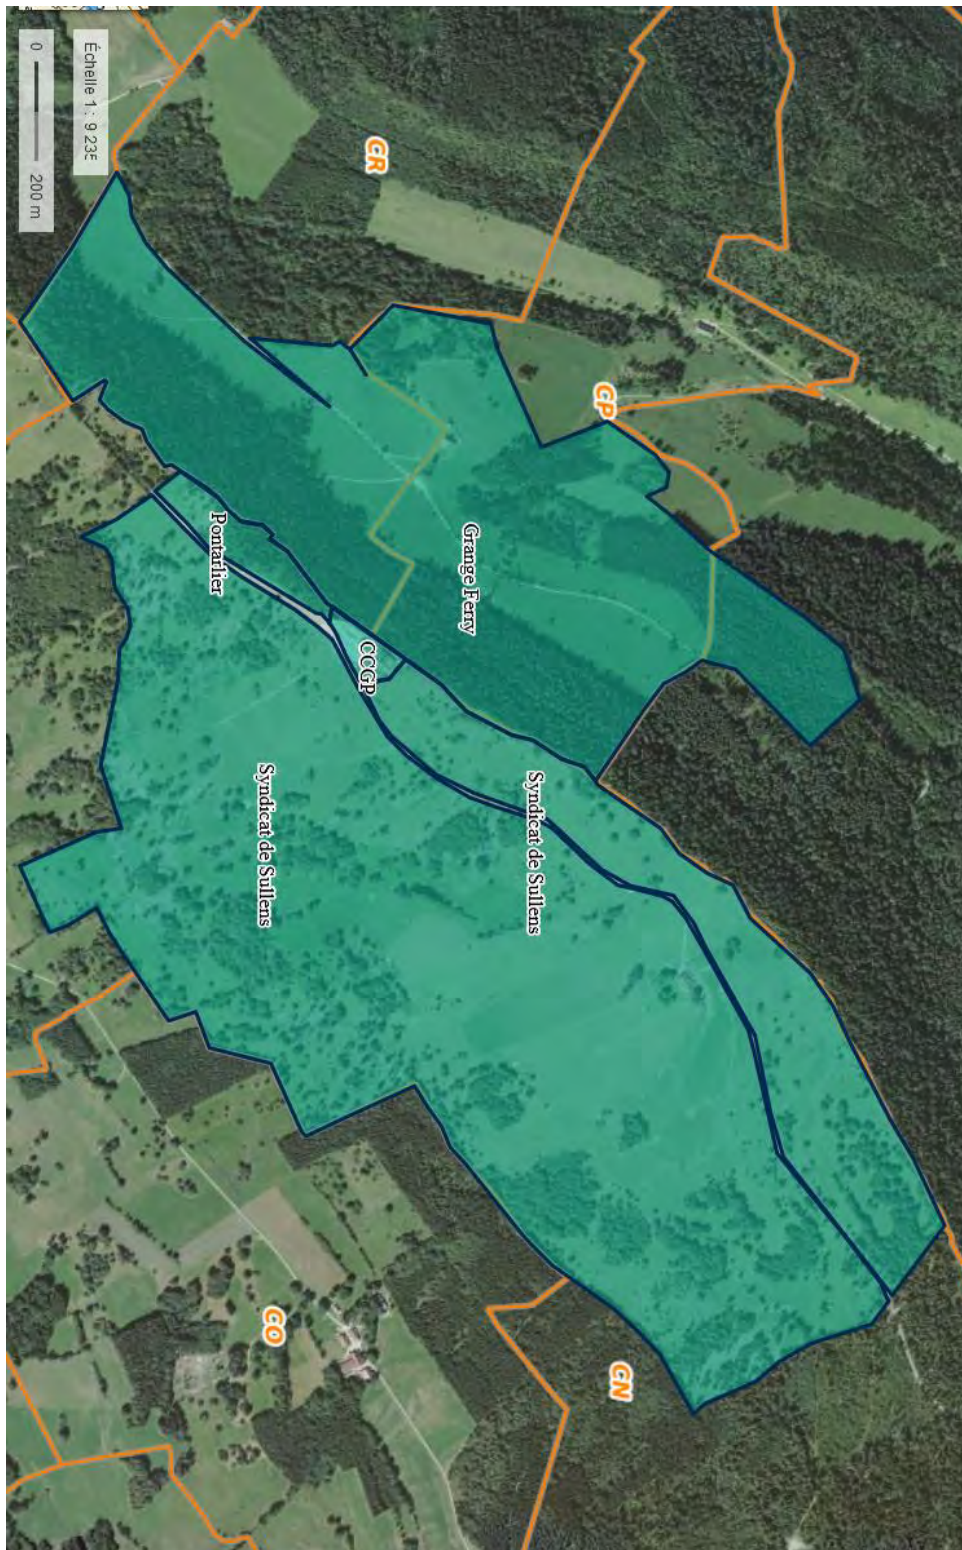 Échelle 1 : 9 235
0 200 m
CR
CP
Grange Ferry
Pontarlier
CCGP
Syndicat de Sullens
Syndicat de Sullens
CO
CN